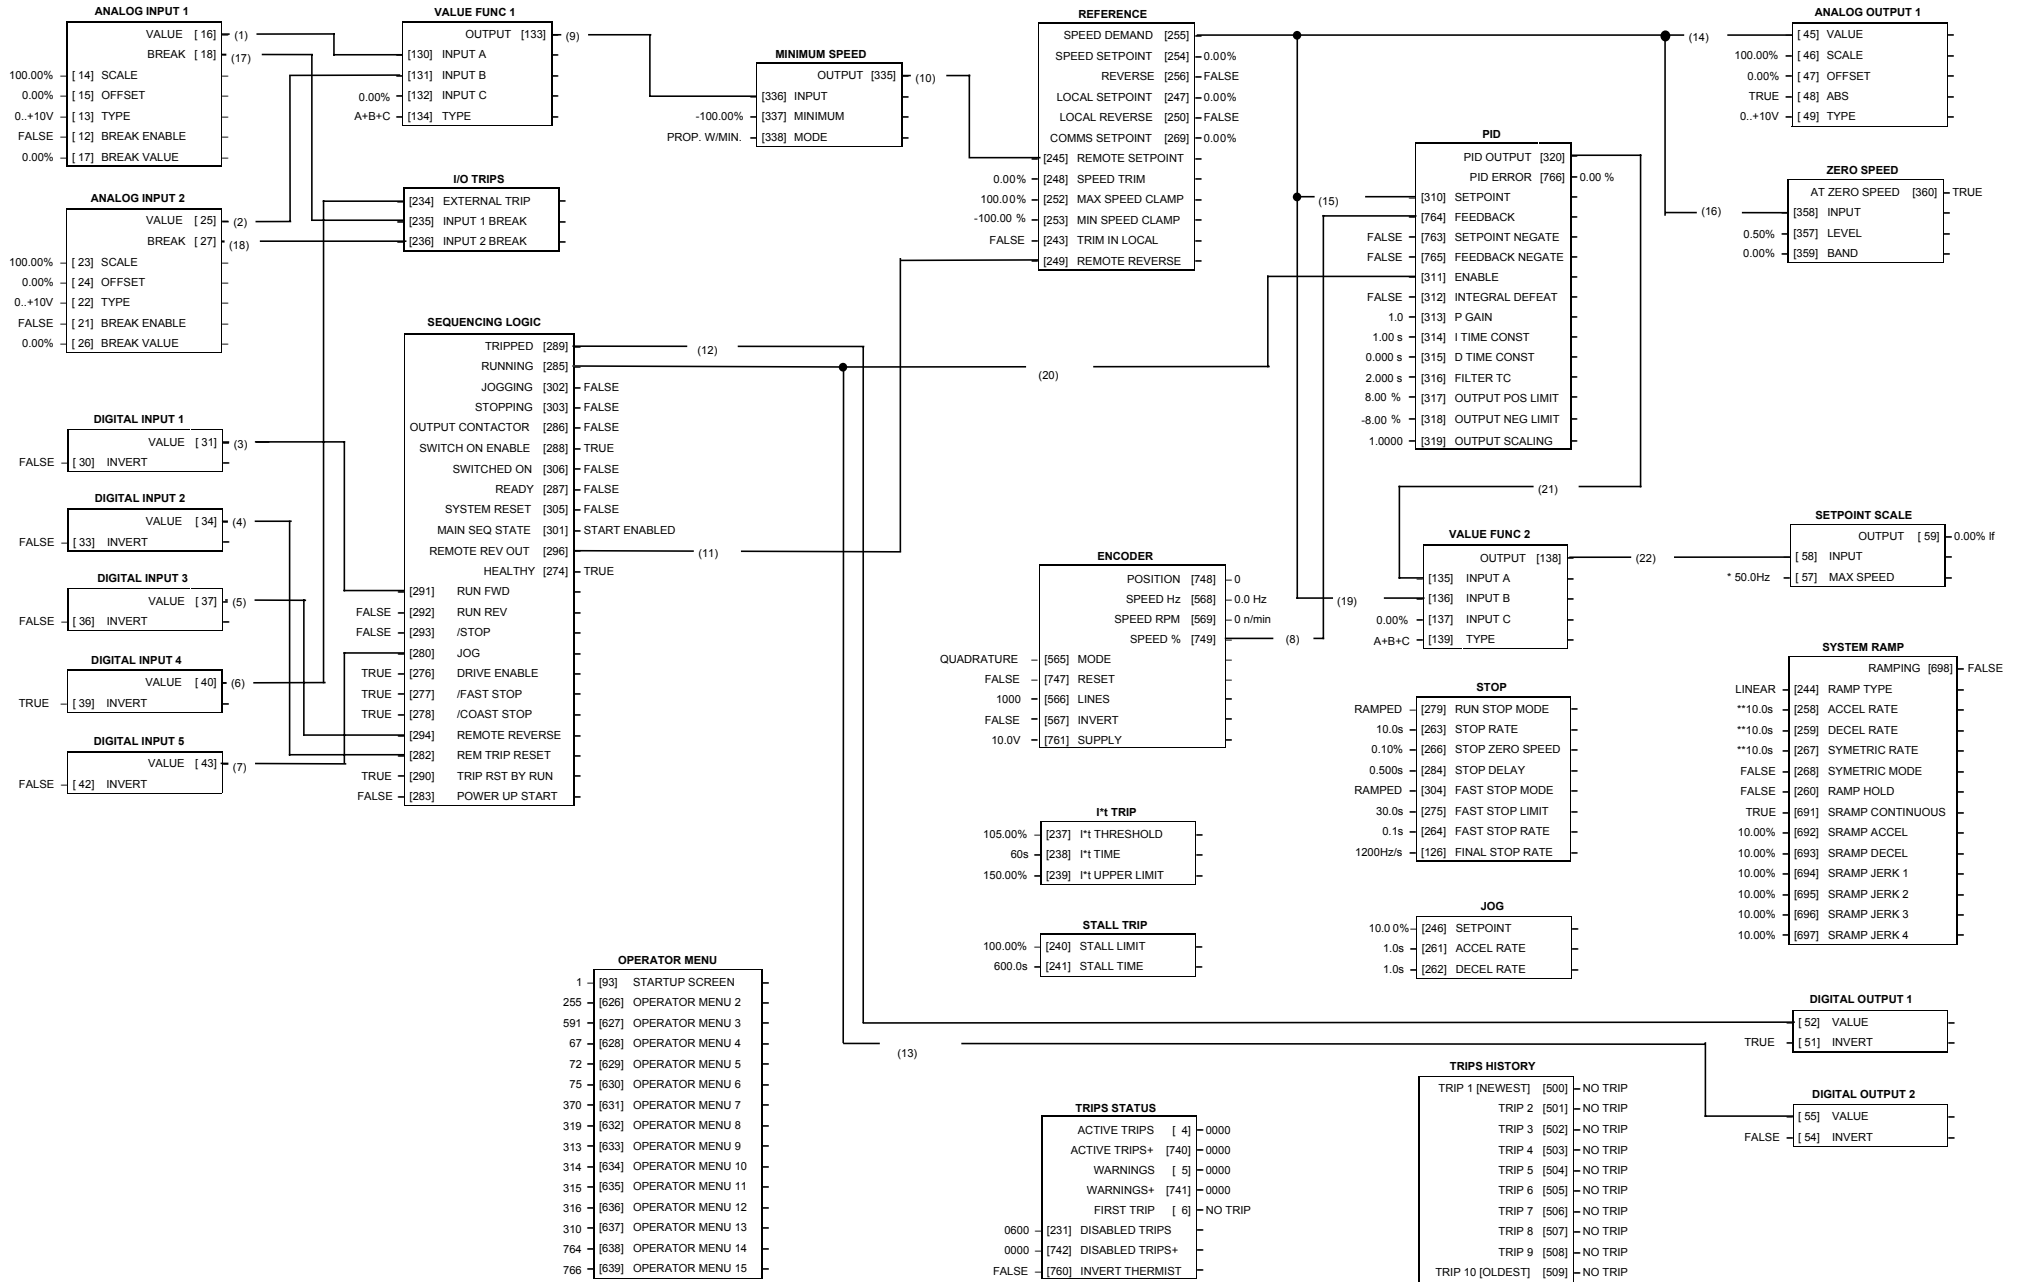 ANALOG INPUT 1
VALUE [ 16] (1)
BREAK [ 18] (17)
100.00% [ 14] SCALE
0.00% [ 15] OFFSET
0..+10V [ 13] TYPE
FALSE [ 12] BREAK ENABLE
0.00% [ 17] BREAK VALUE
ANALOG INPUT 2
VALUE [ 25] (2)
BREAK [ 27] (18)
100.00% [ 23] SCALE
0.00% [ 24] OFFSET
0..+10V [ 22] TYPE
FALSE [ 21] BREAK ENABLE
0.00% [ 26] BREAK VALUE
DIGITAL INPUT 1
VALUE [ 31] (3)
FALSE [ 30] INVERT
DIGITAL INPUT 2
VALUE [ 34] (4)
FALSE [ 33] INVERT
DIGITAL INPUT 3
VALUE [ 37] (5)
FALSE [ 36] INVERT
DIGITAL INPUT 4
VALUE [ 40] (6)
TRUE [ 39] INVERT
DIGITAL INPUT 5
VALUE [ 43] (7)
FALSE [ 42] INVERT
VALUE FUNC 1
OUTPUT [133] (9)
[130] INPUT A
[131] INPUT B
0.00% [132] INPUT C
A+B+C [134] TYPE
I/O TRIPS
[234] EXTERNAL TRIP
[235] INPUT 1 BREAK
[236] INPUT 2 BREAK
SEQUENCING LOGIC
TRIPPED [289] (12)
RUNNING [285] (20)
JOGGING [302] FALSE
STOPPING [303] FALSE
OUTPUT CONTACTOR [286] FALSE
SWITCH ON ENABLE [288] TRUE
SWITCHED ON [306] FALSE
READY [287] FALSE
SYSTEM RESET [305] FALSE
MAIN SEQ STATE [301] START ENABLED
REMOTE REV OUT [296] (11)
HEALTHY [274] TRUE
[291] RUN FWD
FALSE [292] RUN REV
FALSE [293] /STOP
[280] JOG
TRUE [276] DRIVE ENABLE
TRUE [277] /FAST STOP
TRUE [278] /COAST STOP
[294] REMOTE REVERSE
[282] REM TRIP RESET
TRUE [290] TRIP RST BY RUN
FALSE [283] POWER UP START
OPERATOR MENU
1 [93] STARTUP SCREEN
255 [626] OPERATOR MENU 2
591 [627] OPERATOR MENU 3
67 [628] OPERATOR MENU 4
72 [629] OPERATOR MENU 5
75 [630] OPERATOR MENU 6
370 [631] OPERATOR MENU 7
319 [632] OPERATOR MENU 8
313 [633] OPERATOR MENU 9
314 [634] OPERATOR MENU 10
315 [635] OPERATOR MENU 11
316 [636] OPERATOR MENU 12
310 [637] OPERATOR MENU 13
764 [638] OPERATOR MENU 14
766 [639] OPERATOR MENU 15
MINIMUM SPEED
OUTPUT [335] (10)
[336] INPUT
-100.00% [337] MINIMUM
PROP. W/MIN. [338] MODE
REFERENCE
SPEED DEMAND [255]
SPEED SETPOINT [254] 0.00%
REVERSE [256] FALSE
LOCAL SETPOINT [247] 0.00%
LOCAL REVERSE [250] FALSE
COMMS SETPOINT [269] 0.00%
[245] REMOTE SETPOINT
0.00% [248] SPEED TRIM
100.00% [252] MAX SPEED CLAMP
-100.00 % [253] MIN SPEED CLAMP
FALSE [243] TRIM IN LOCAL
[249] REMOTE REVERSE
ENCODER
POSITION [748] 0
SPEED Hz [568] 0.0 Hz
SPEED RPM [569] 0 n/min
SPEED % [749] (8)
QUADRATURE [565] MODE
FALSE [747] RESET
1000 [566] LINES
FALSE [567] INVERT
10.0V [761] SUPPLY
I*t TRIP
105.00% [237] I*t THRESHOLD
60s [238] I*t TIME
150.00% [239] I*t UPPER LIMIT
STALL TRIP
100.00% [240] STALL LIMIT
600.0s [241] STALL TIME
(13)
TRIPS STATUS
ACTIVE TRIPS [ 4] 0000
ACTIVE TRIPS+ [740] 0000
WARNINGS [ 5] 0000
WARNINGS+ [741] 0000
FIRST TRIP [ 6] NO TRIP
0600 [231] DISABLED TRIPS
0000 [742] DISABLED TRIPS+
FALSE [760] INVERT THERMIST
PID
PID OUTPUT [320]
PID ERROR [766] 0.00 %
(15) [310] SETPOINT
[764] FEEDBACK
FALSE [763] SETPOINT NEGATE
FALSE [765] FEEDBACK NEGATE
[311] ENABLE
FALSE [312] INTEGRAL DEFEAT
1.0 [313] P GAIN
1.00 s [314] I TIME CONST
0.000 s [315] D TIME CONST
2.000 s [316] FILTER TC
8.00 % [317] OUTPUT POS LIMIT
-8.00 % [318] OUTPUT NEG LIMIT
1.0000 [319] OUTPUT SCALING
(21)
VALUE FUNC 2
OUTPUT [138] (22)
[135] INPUT A
(19) [136] INPUT B
0.00% [137] INPUT C
A+B+C [139] TYPE
STOP
RAMPED [279] RUN STOP MODE
10.0s [263] STOP RATE
0.10% [266] STOP ZERO SPEED
0.500s [284] STOP DELAY
RAMPED [304] FAST STOP MODE
30.0s [275] FAST STOP LIMIT
0.1s [264] FAST STOP RATE
1200Hz/s [126] FINAL STOP RATE
JOG
10.0 0% [246] SETPOINT
1.0s [261] ACCEL RATE
1.0s [262] DECEL RATE
TRIPS HISTORY
TRIP 1 [NEWEST] [500] NO TRIP
TRIP 2 [501] NO TRIP
TRIP 3 [502] NO TRIP
TRIP 4 [503] NO TRIP
TRIP 5 [504] NO TRIP
TRIP 6 [505] NO TRIP
TRIP 7 [506] NO TRIP
TRIP 8 [507] NO TRIP
TRIP 9 [508] NO TRIP
TRIP 10 [OLDEST] [509] NO TRIP
ANALOG OUTPUT 1
(14) [ 45] VALUE
100.00% [ 46] SCALE
0.00% [ 47] OFFSET
TRUE [ 48] ABS
0..+10V [ 49] TYPE
ZERO SPEED
AT ZERO SPEED [360] TRUE
(16) [358] INPUT
0.50% [357] LEVEL
0.00% [359] BAND
SETPOINT SCALE
OUTPUT [ 59] 0.00% lf
[ 58] INPUT
* 50.0Hz [ 57] MAX SPEED
SYSTEM RAMP
RAMPING [698] FALSE
LINEAR [244] RAMP TYPE
**10.0s [258] ACCEL RATE
**10.0s [259] DECEL RATE
**10.0s [267] SYMETRIC RATE
FALSE [268] SYMETRIC MODE
FALSE [260] RAMP HOLD
TRUE [691] SRAMP CONTINUOUS
10.00% [692] SRAMP ACCEL
10.00% [693] SRAMP DECEL
10.00% [694] SRAMP JERK 1
10.00% [695] SRAMP JERK 2
10.00% [696] SRAMP JERK 3
10.00% [697] SRAMP JERK 4
DIGITAL OUTPUT 1
[ 52] VALUE
TRUE [ 51] INVERT
DIGITAL OUTPUT 2
[ 55] VALUE
FALSE [ 54] INVERT